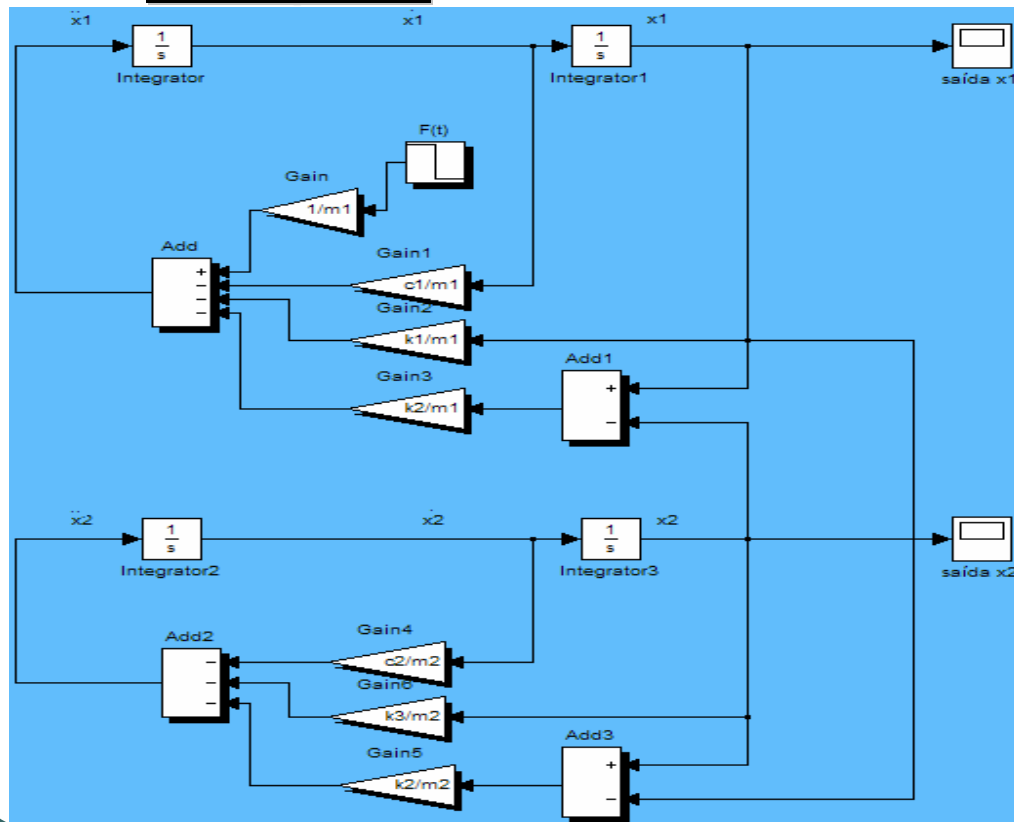 ẍ1 ẋ1 x1
1/s 1/s
Integrator Integrator1 saída x1
F(t)
Gain
1/m1
Add
+
−
−
−
Gain1
c1/m1
Gain2
k1/m1
Add1
+
−
Gain3
k2/m1
ẍ2 ẋ2 x2
1/s 1/s
Integrator2 Integrator3 saída x2
Gain4
Add2
−
−
−
c2/m2
Gain6
k3/m2
Add3
+
−
Gain5
k2/m2